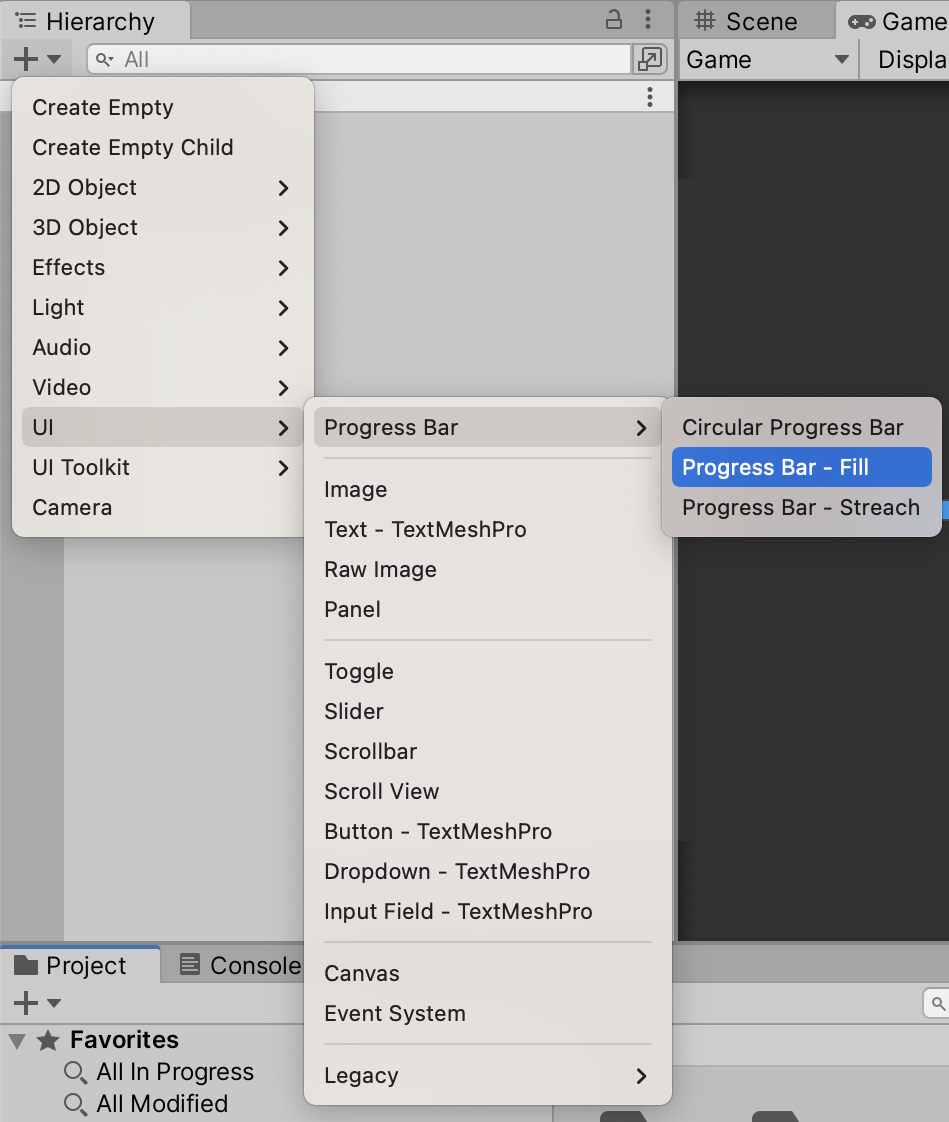 Hierarchy
Scene
Game
All
Game
Displa
Create Empty
Create Empty Child
2D Object
3D Object
Effects
Light
Audio
Video
UI
UI Toolkit
Camera
Progress Bar
Image
Text - TextMeshPro
Raw Image
Panel
Toggle
Slider
Scrollbar
Scroll View
Button - TextMeshPro
Dropdown - TextMeshPro
Input Field - TextMeshPro
Canvas
Event System
Legacy
Circular Progress Bar
Progress Bar - Fill
Progress Bar - Streach
Project
Console
Favorites
All In Progress
All Modified